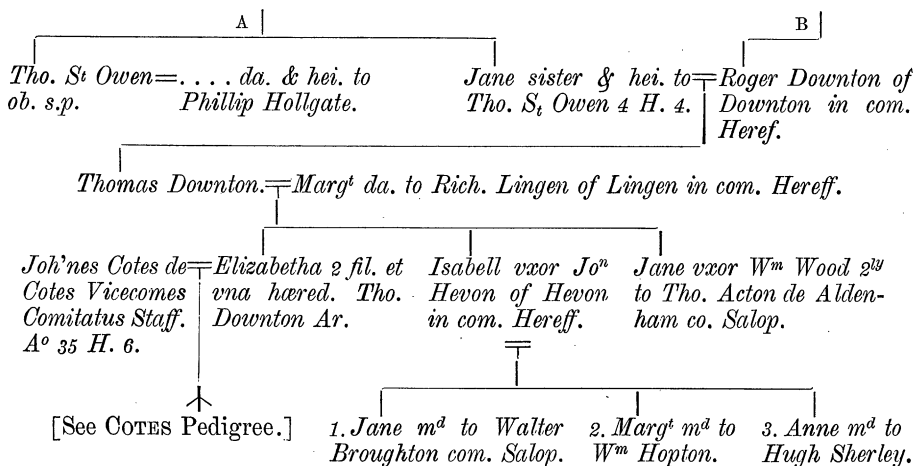 A
B
Tho. St Owen=. . . . da. & hei. to
ob. s.p.
Phillip Hollgate.
Jane sister & hei. to
Tho. St Owen 4 H. 4.
Roger Downton of
Downton in com.
Heref.
Thomas Downton.
Margt da. to Rich. Lingen of Lingen in com. Hereff.
Joh'nes Cotes de
Cotes Vicecomes
Comitatus Staff.
Ao 35 H. 6.
Elizabetha 2 fil. et
vna hæred. Tho.
Downton Ar.
Isabell vxor Jon
Hevon of Hevon
in com. Hereff.
Jane vxor Wm Wood 2ly
to Tho. Acton de Alden-
ham co. Salop.
[See COTES Pedigree.]
1. Jane md to Walter
Broughton com. Salop.
2. Margt md to
Wm Hopton.
3. Anne md to
Hugh Sherley.